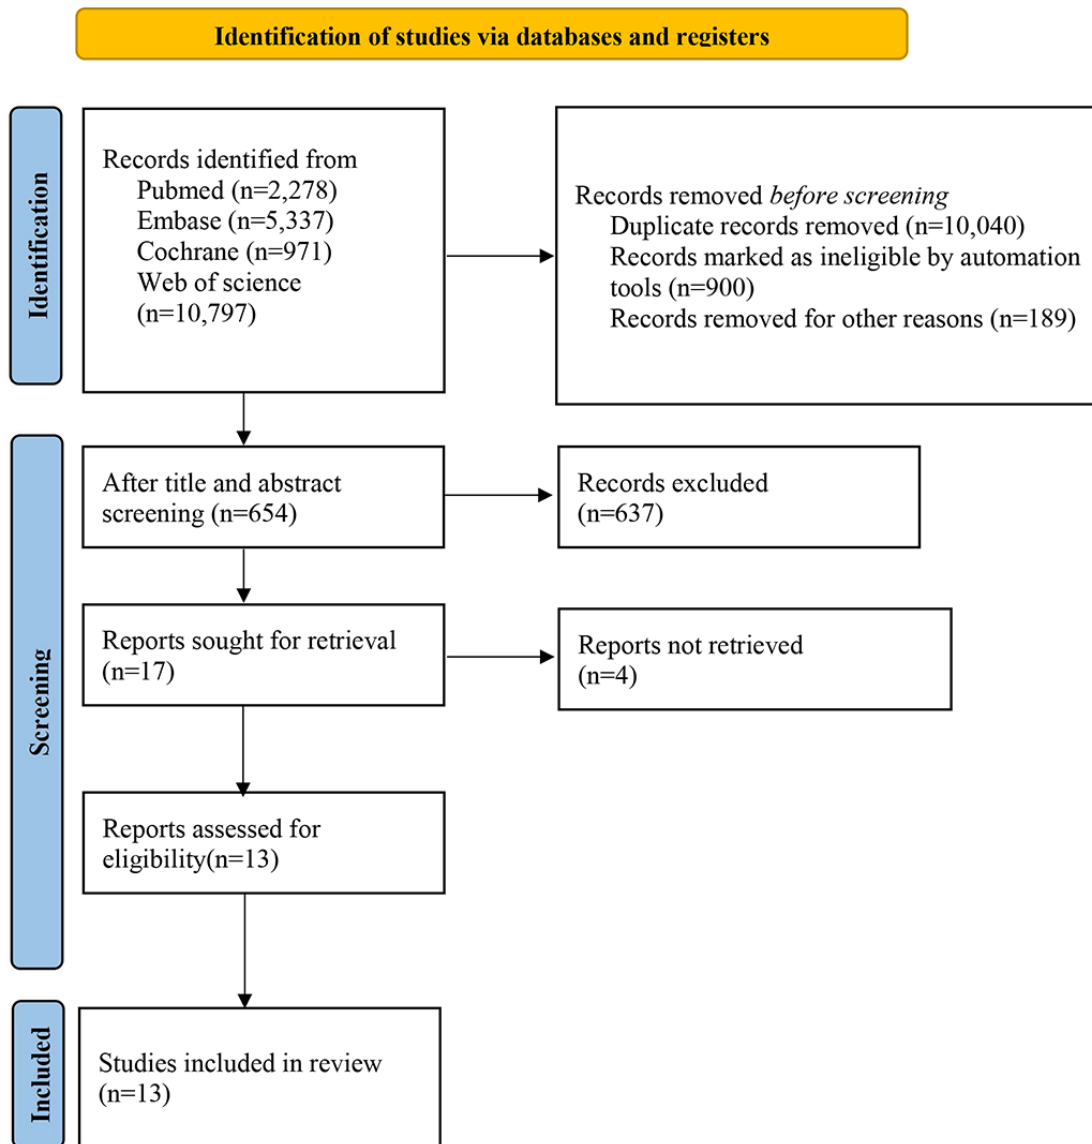 Identification of studies via databases and registers
Identification
Records identified from
Pubmed (n=2,278)
Embase (n=5,337)
Cochrane (n=971)
Web of science
(n=10,797)
Records removed before screening
Duplicate records removed (n=10,040)
Records marked as ineligible by automation
tools (n=900)
Records removed for other reasons (n=189)
Screening
After title and abstract
screening (n=654)
Records excluded
(n=637)
Reports sought for retrieval
(n=17)
Reports not retrieved
(n=4)
Reports assessed for
eligibility(n=13)
Included
Studies included in review
(n=13)